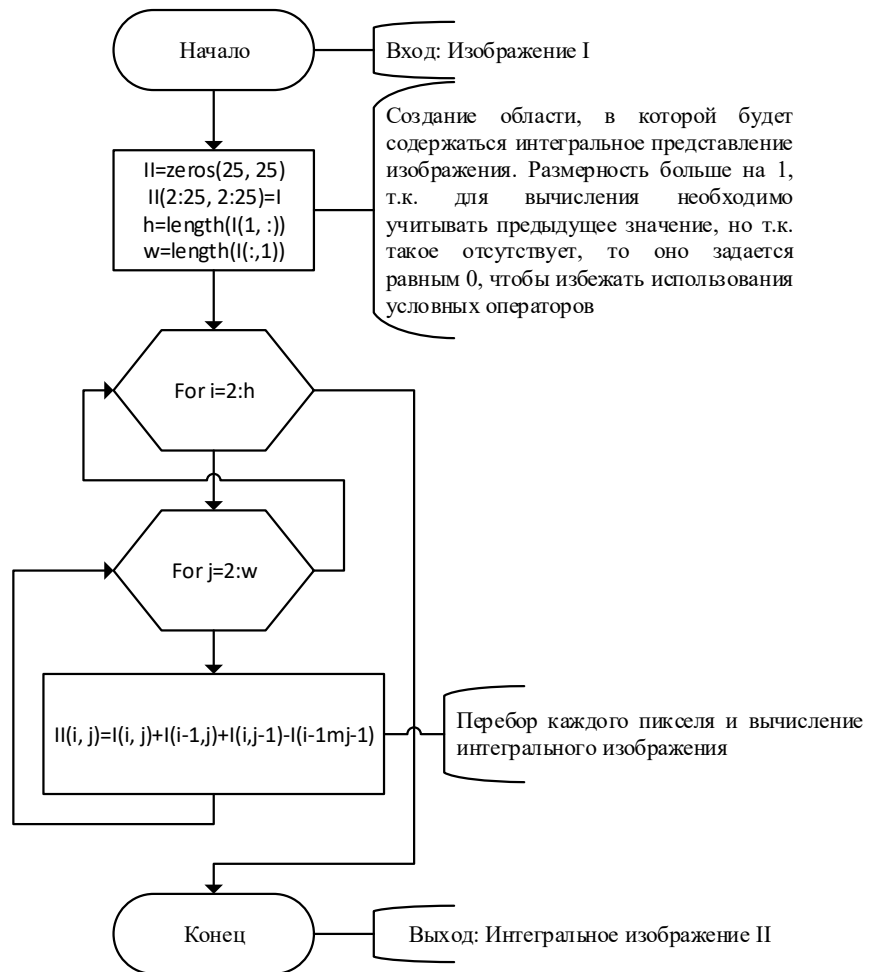 Начало
Вход: Изображение I
II=zeros(25, 25)
II(2:25, 2:25)=I
h=length(I(1, :))
w=length(I(:,1))
Создание области, в которой будет
содержаться интегральное представление
изображения. Размерность больше на 1,
т.к. для вычисления необходимо
учитывать предыдущее значение, но т.к.
такое отсутствует, то оно задается
равным 0, чтобы избежать использования
условных операторов
For i=2:h
For j=2:w
II(i, j)=I(i, j)+I(i-1,j)+I(i,j-1)-I(i-1mj-1)
Перебор каждого пикселя и вычисление
интегрального изображения
Конец
Выход: Интегральное изображение II